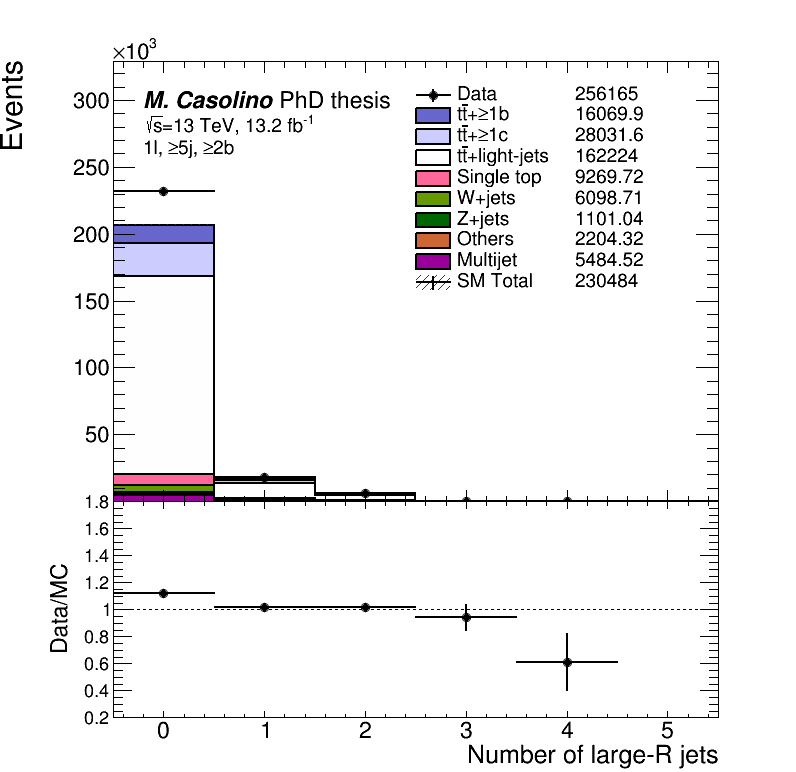 ×10³
Events
300
250
200
150
100
50
M. Casolino PhD thesis
√s=13 TeV, 13.2 fb⁻¹
1l, ≥5j, ≥2b
Data 256165
tt̄+≥1b 16069.9
tt̄+≥1c 28031.6
tt̄+light-jets 162224
Single top 9269.72
W+jets 6098.71
Z+jets 1101.04
Others 2204.32
Multijet 5484.52
SM Total 230484
Data/MC
1.8
1.6
1.4
1.2
1
0.8
0.6
0.4
0.2
0 1 2 3 4 5
Number of large-R jets